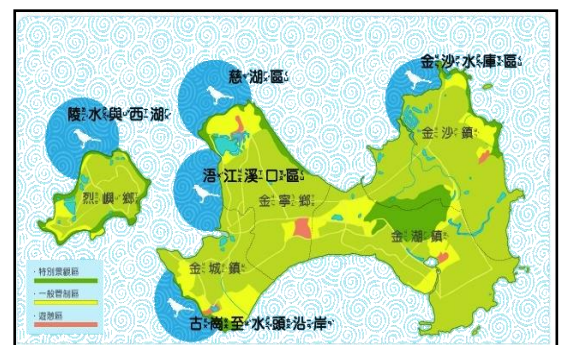 金沙水庫區
慈湖區
陵水與西湖
金沙鎮
浯江溪口區
烈嶼鄉
金寧鄉
金湖鎮
金城鎮
特別景觀區
一般管制區
遊憩區
古崗至水頭沿岸